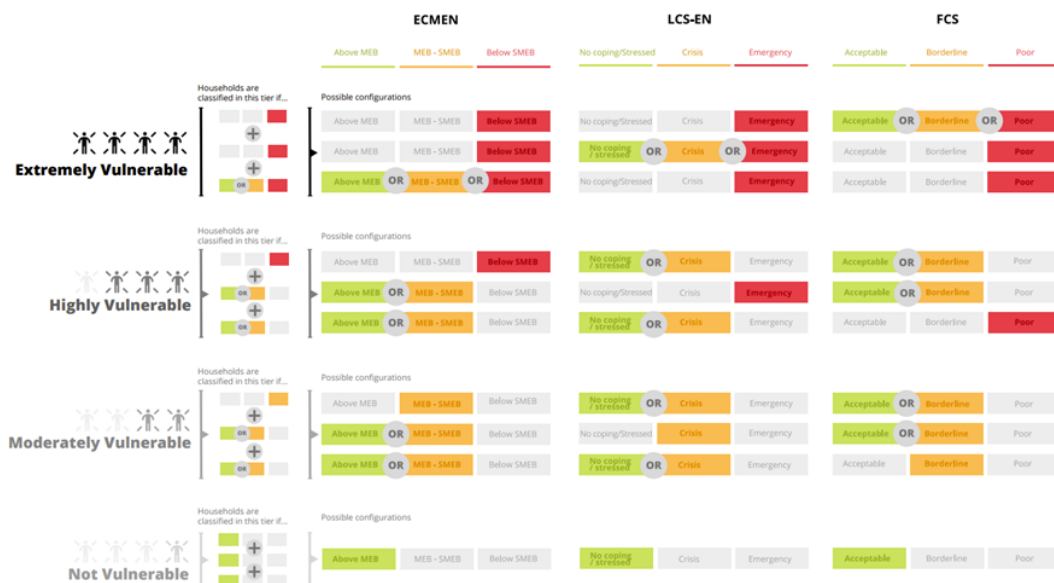 ECMEN LCS-EN FCS
Above MEB MEB - SMEB Below SMEB No coping/Stressed Crisis Emergency Acceptable Borderline Poor
Households are
classified in this tier if...
Possible configurations
Above MEB MEB - SMEB Below SMEB No coping/Stressed Crisis Emergency Acceptable OR Borderline OR Poor
Extremely Vulnerable
Above MEB MEB - SMEB Below SMEB No coping / stressed OR Crisis OR Emergency Acceptable Borderline Poor
OR
Above MEB OR MEB - SMEB OR Below SMEB No coping/Stressed Crisis Emergency Acceptable Borderline Poor
Households are
classified in this tier if...
Possible configurations
Above MEB MEB - SMEB Below SMEB No coping / stressed OR Crisis Emergency Acceptable OR Borderline Poor
Highly Vulnerable
OR
Above MEB OR MEB - SMEB Below SMEB No coping/Stressed Crisis Emergency Acceptable OR Borderline Poor
OR
Above MEB OR MEB - SMEB Below SMEB No coping / stressed OR Crisis Emergency Acceptable Borderline Poor
Households are
classified in this tier if...
Possible configurations
Above MEB MEB - SMEB Below SMEB No coping / stressed OR Crisis Emergency Acceptable OR Borderline Poor
Moderately Vulnerable
OR
Above MEB OR MEB - SMEB Below SMEB No coping/Stressed Crisis Emergency Acceptable OR Borderline Poor
OR
Above MEB OR MEB - SMEB Below SMEB No coping / stressed OR Crisis Emergency Acceptable Borderline Poor
Households are
classified in this tier if...
Possible configurations
Not Vulnerable
Above MEB MEB - SMEB Below SMEB No coping / stressed Crisis Emergency Acceptable Borderline Poor